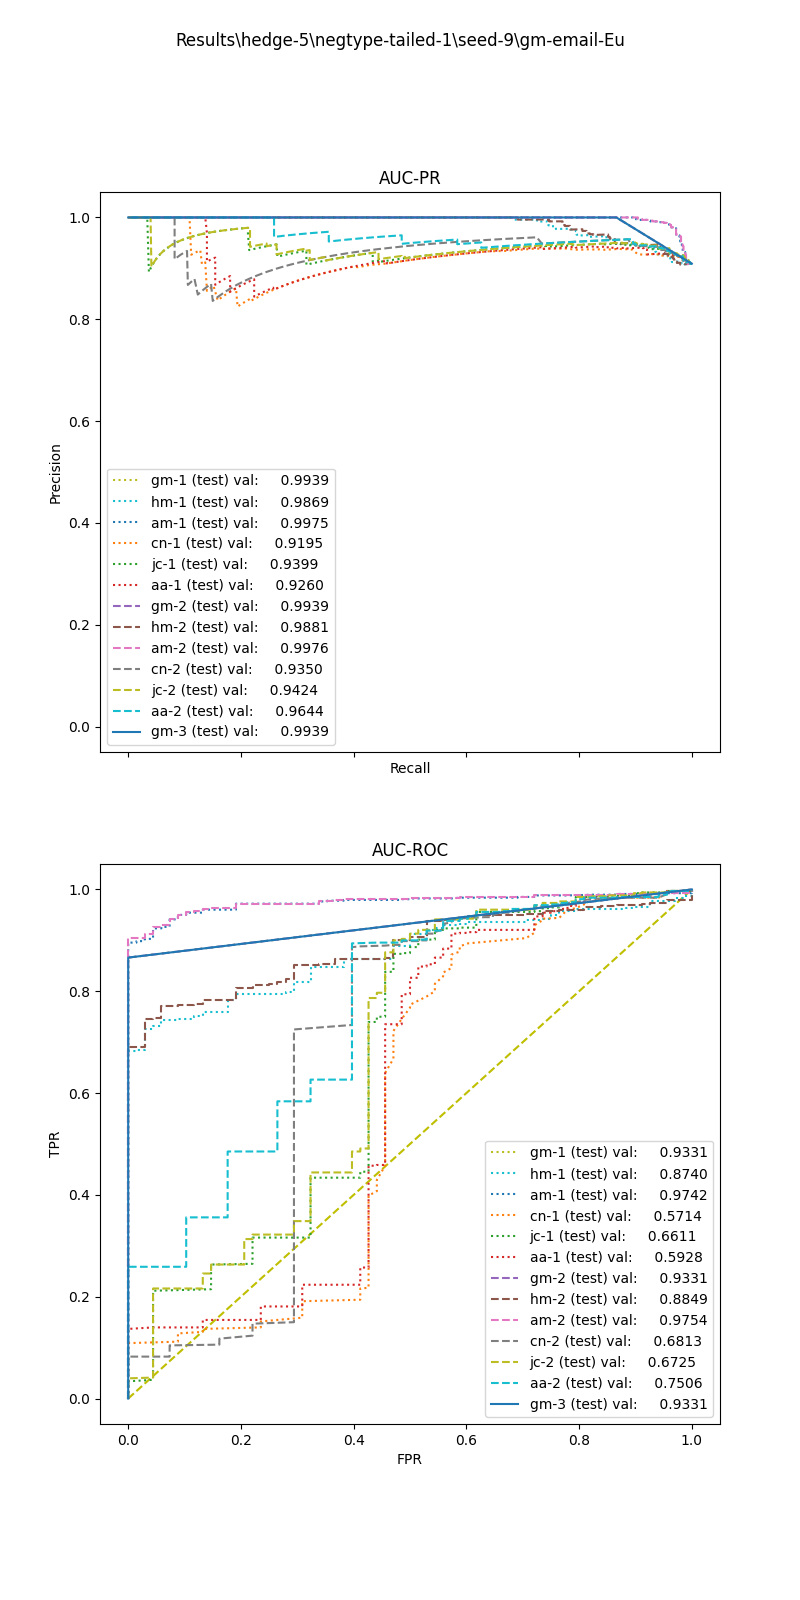 Results\hedge-5\negtype-tailed-1\seed-9\gm-email-Eu
AUC-PR
1.0
0.8
0.6
0.4
0.2
0.0
Precision
gm-1 (test) val: 0.9939
hm-1 (test) val: 0.9869
am-1 (test) val: 0.9975
cn-1 (test) val: 0.9195
jc-1 (test) val: 0.9399
aa-1 (test) val: 0.9260
gm-2 (test) val: 0.9939
hm-2 (test) val: 0.9881
am-2 (test) val: 0.9976
cn-2 (test) val: 0.9350
jc-2 (test) val: 0.9424
aa-2 (test) val: 0.9644
gm-3 (test) val: 0.9939
Recall
AUC-ROC
1.0
0.8
0.6
0.4
0.2
0.0
TPR
gm-1 (test) val: 0.9331
hm-1 (test) val: 0.8740
am-1 (test) val: 0.9742
cn-1 (test) val: 0.5714
jc-1 (test) val: 0.6611
aa-1 (test) val: 0.5928
gm-2 (test) val: 0.9331
hm-2 (test) val: 0.8849
am-2 (test) val: 0.9754
cn-2 (test) val: 0.6813
jc-2 (test) val: 0.6725
aa-2 (test) val: 0.7506
gm-3 (test) val: 0.9331
0.0 0.2 0.4 0.6 0.8 1.0
FPR